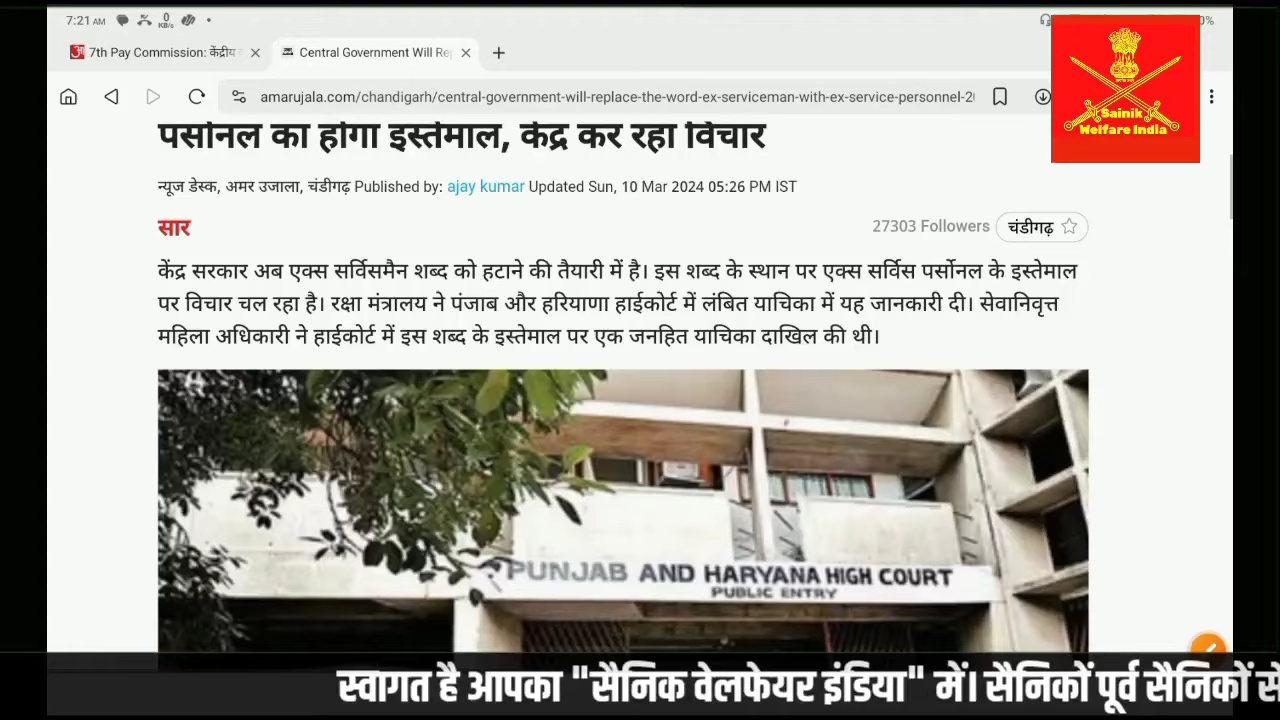 7:21 AM 0 KB/s 0%
7th Pay Commission: केंद्रीय
Central Government Will Re
amarujala.com/chandigarh/central-government-will-replace-the-word-ex-serviceman-with-ex-service-personnel-2
Sainik
Welfare India
पर्सोनल का होगा इस्तेमाल, केंद्र कर रहा विचार
न्यूज डेस्क, अमर उजाला, चंडीगढ़ Published by: ajay kumar Updated Sun, 10 Mar 2024 05:26 PM IST
सार
27303 Followers चंडीगढ़
केंद्र सरकार अब एक्स सर्विसमैन शब्द को हटाने की तैयारी में है। इस शब्द के स्थान पर एक्स सर्विस पर्सोनल के इस्तेमाल
पर विचार चल रहा है। रक्षा मंत्रालय ने पंजाब और हरियाणा हाईकोर्ट में लंबित याचिका में यह जानकारी दी। सेवानिवृत्त
महिला अधिकारी ने हाईकोर्ट में इस शब्द के इस्तेमाल पर एक जनहित याचिका दाखिल की थी।
PUNJAB AND HARYANA HIGH COURT
PUBLIC ENTRY
स्वागत है आपका "सैनिक वेलफेयर इंडिया" में। सैनिकों पूर्व सैनिकों से